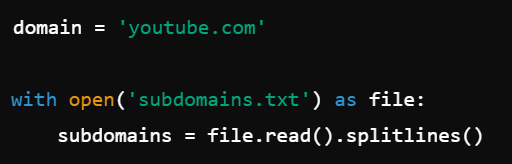 domain = 'youtube.com'
with open('subdomains.txt') as file:
    subdomains = file.read().splitlines()